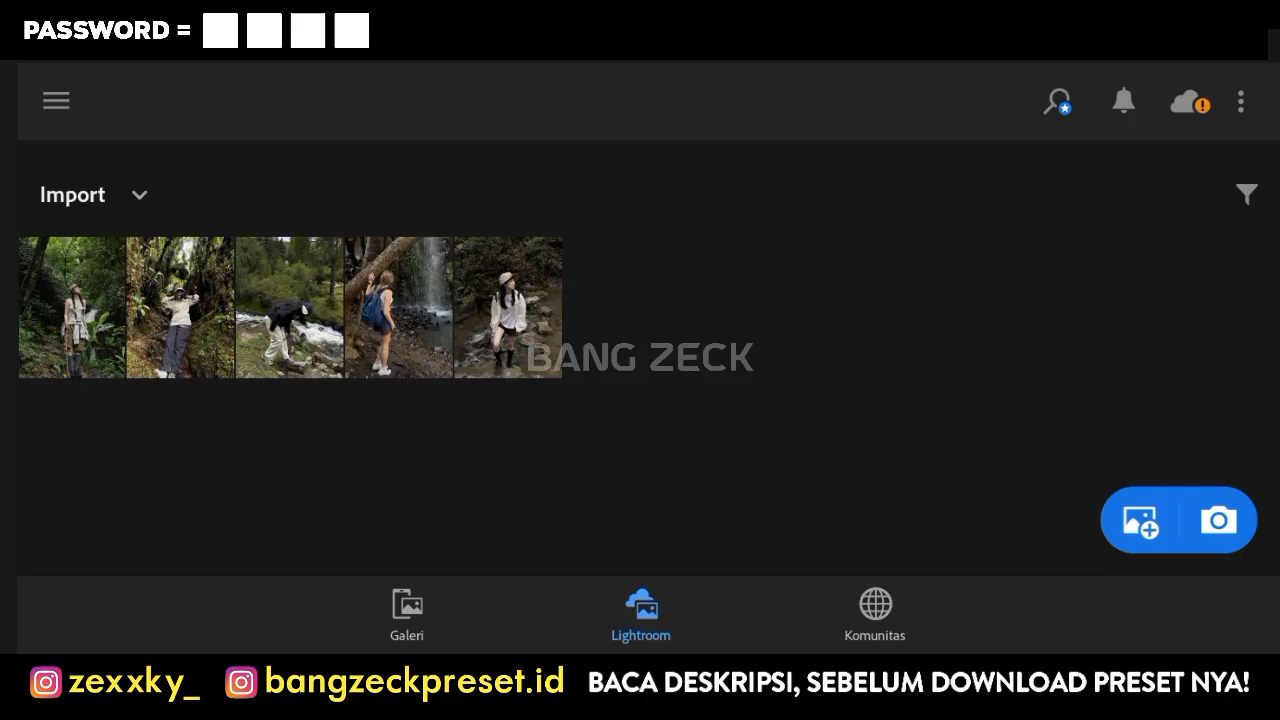 PASSWORD =
Import
BANG ZECK
Galeri
Lightroom
Komunitas
zexxky_ bangzeckpreset.id BACA DESKRIPSI, SEBELUM DOWNLOAD PRESET NYA!